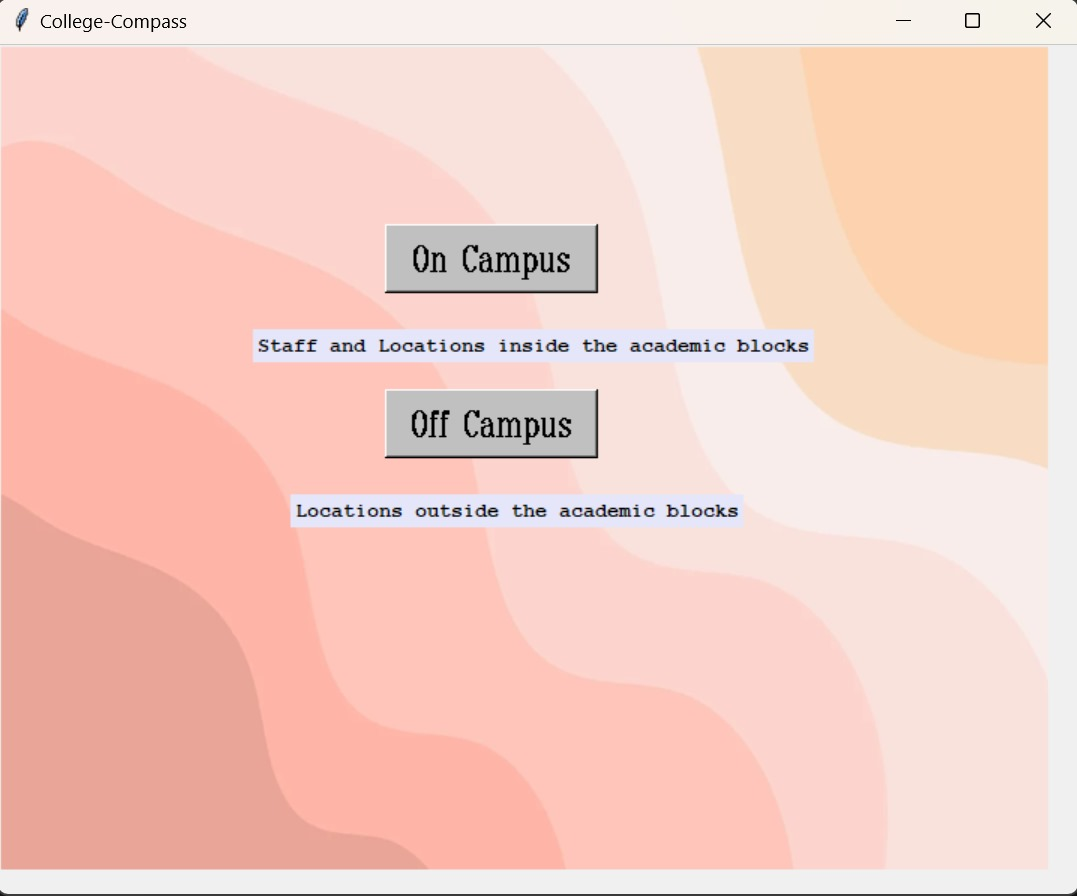 College-Compass
On Campus
Staff and Locations inside the academic blocks
Off Campus
Locations outside the academic blocks